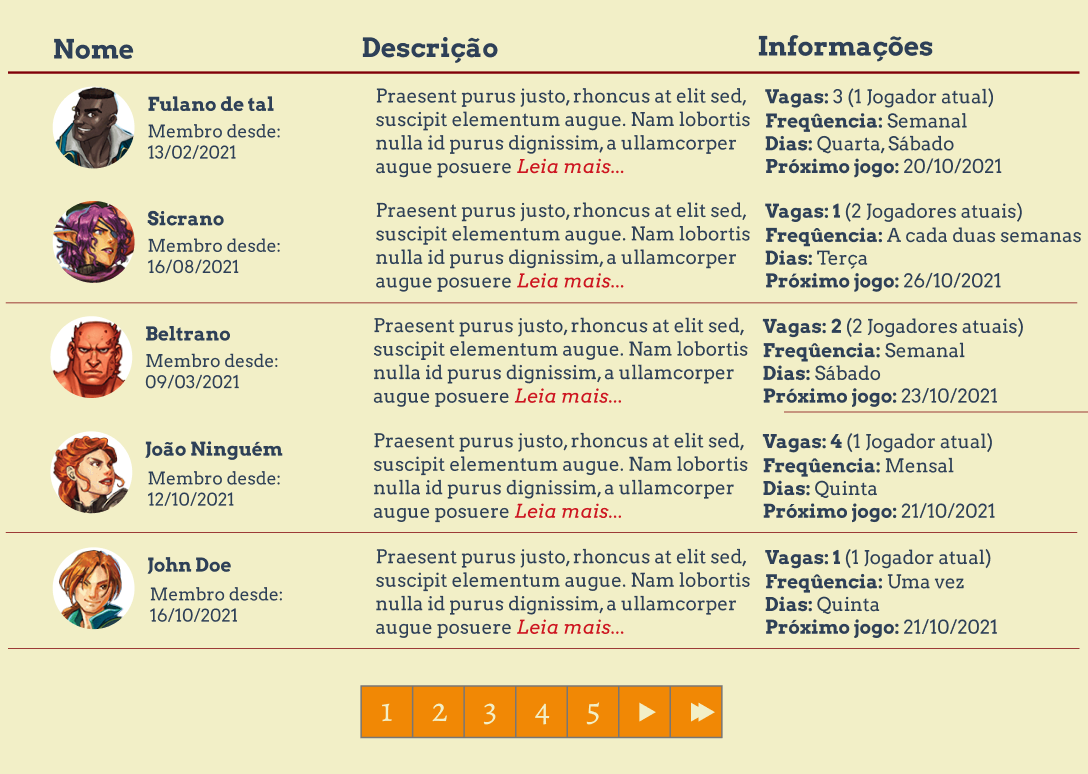 Nome Descrição Informações
Fulano de tal
Membro desde:
13/02/2021
Praesent purus justo, rhoncus at elit sed,
suscipit elementum augue. Nam lobortis
nulla id purus dignissim, a ullamcorper
augue posuere Leia mais...
Vagas: 3 (1 Jogador atual)
Freqûencia: Semanal
Dias: Quarta, Sábado
Próximo jogo: 20/10/2021
Sicrano
Membro desde:
16/08/2021
Praesent purus justo, rhoncus at elit sed,
suscipit elementum augue. Nam lobortis
nulla id purus dignissim, a ullamcorper
augue posuere Leia mais...
Vagas: 1 (2 Jogadores atuais)
Freqûencia: A cada duas semanas
Dias: Terça
Próximo jogo: 26/10/2021
Beltrano
Membro desde:
09/03/2021
Praesent purus justo, rhoncus at elit sed,
suscipit elementum augue. Nam lobortis
nulla id purus dignissim, a ullamcorper
augue posuere Leia mais...
Vagas: 2 (2 Jogadores atuais)
Freqûencia: Semanal
Dias: Sábado
Próximo jogo: 23/10/2021
João Ninguém
Membro desde:
12/10/2021
Praesent purus justo, rhoncus at elit sed,
suscipit elementum augue. Nam lobortis
nulla id purus dignissim, a ullamcorper
augue posuere Leia mais...
Vagas: 4 (1 Jogador atual)
Freqûencia: Mensal
Dias: Quinta
Próximo jogo: 21/10/2021
John Doe
Membro desde:
16/10/2021
Praesent purus justo, rhoncus at elit sed,
suscipit elementum augue. Nam lobortis
nulla id purus dignissim, a ullamcorper
augue posuere Leia mais...
Vagas: 1 (1 Jogador atual)
Freqûencia: Uma vez
Dias: Quinta
Próximo jogo: 21/10/2021
1 2 3 4 5